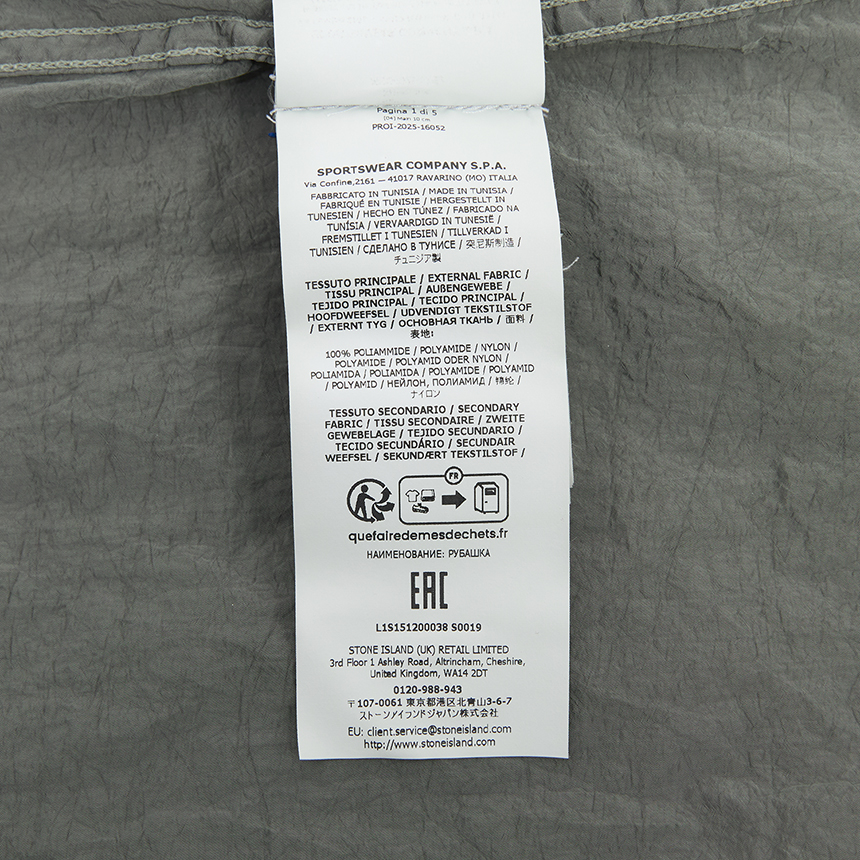 Pagina 1 di 5
[04] Mari 10 cm
PROI-2025-16052
SPORTSWEAR COMPANY S.P.A.
Via Confine,2161 — 41017 RAVARINO (MO) ITALIA
FABBRICATO IN TUNISIA / MADE IN TUNISIA /
FABRIQUÉ EN TUNISIE / HERGESTELLT IN
TUNESIEN / HECHO EN TÚNEZ / FABRICADO NA
TUNÍSIA / VERVAARDIGD IN TUNESIË /
FREMSTILLET I TUNESIEN / TILLVERKAD I
TUNISIEN / СДЕЛАНО В ТУНИСЕ / 突尼斯制造 /
チュニジア製
TESSUTO PRINCIPALE / EXTERNAL FABRIC /
TISSU PRINCIPAL / AUßENGEWEBE /
TEJIDO PRINCIPAL / TECIDO PRINCIPAL /
HOOFDWEEFSEL / UDVENDIGT TEKSTILSTOF
/ EXTERNT TYG / ОСНОВНАЯ ТКАНЬ / 面料 /
表地:
100% POLIAMMIDE / POLYAMIDE / NYLON /
POLYAMIDE / POLYAMID ODER NYLON /
POLIAMIDA / POLIAMIDA / POLYAMIDE / POLYAMID
/ POLYAMID / НЕЙЛОН, ПОЛИАМИД / 锦纶 /
ナイロン
TESSUTO SECONDARIO / SECONDARY
FABRIC / TISSU SECONDAIRE / ZWEITE
GEWEBELAGE / TEJIDO SECUNDARIO /
TECIDO SECUNDÁRIO / SECUNDAIR
WEEFSEL / SEKUNDÆRT TEKSTILSTOF /
FR
quefairedemesdechets.fr
НАИМЕНОВАНИЕ: РУБАШКА
EAC
L1S151200038 S0019
STONE ISLAND (UK) RETAIL LIMITED
3rd Floor 1 Ashley Road, Altrincham, Cheshire,
United Kingdom, WA14 2DT
0120-988-943
〒107-0061 東京都港区北青山3-6-7
ストーンアイランドジャパン株式会社
EU: client.service@stoneisland.com
http://www.stoneisland.com